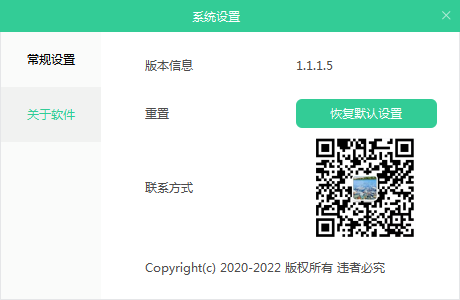 系统设置
常规设置
关于软件
版本信息
1.1.1.5
重置
恢复默认设置
联系方式
Copyright(c) 2020-2022 版权所有 违者必究